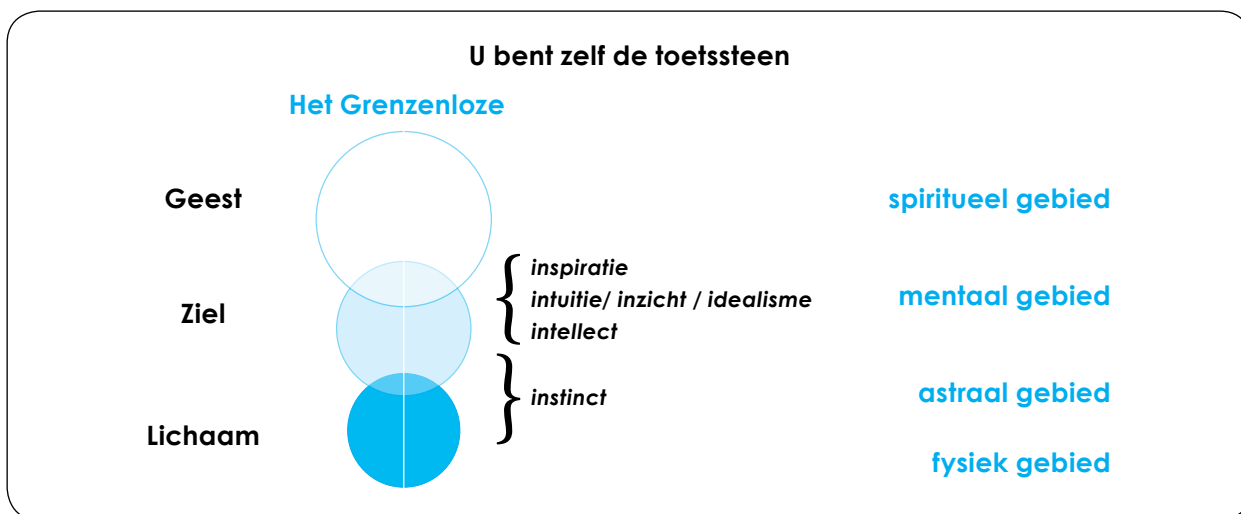 U bent zelf de toetssteen
Het Grenzenloze
Geest
spiritueel gebied
inspiratie
intuitie/ inzicht / idealisme
mentaal gebied
Ziel
intellect
instinct
astraal gebied
Lichaam
fysiek gebied